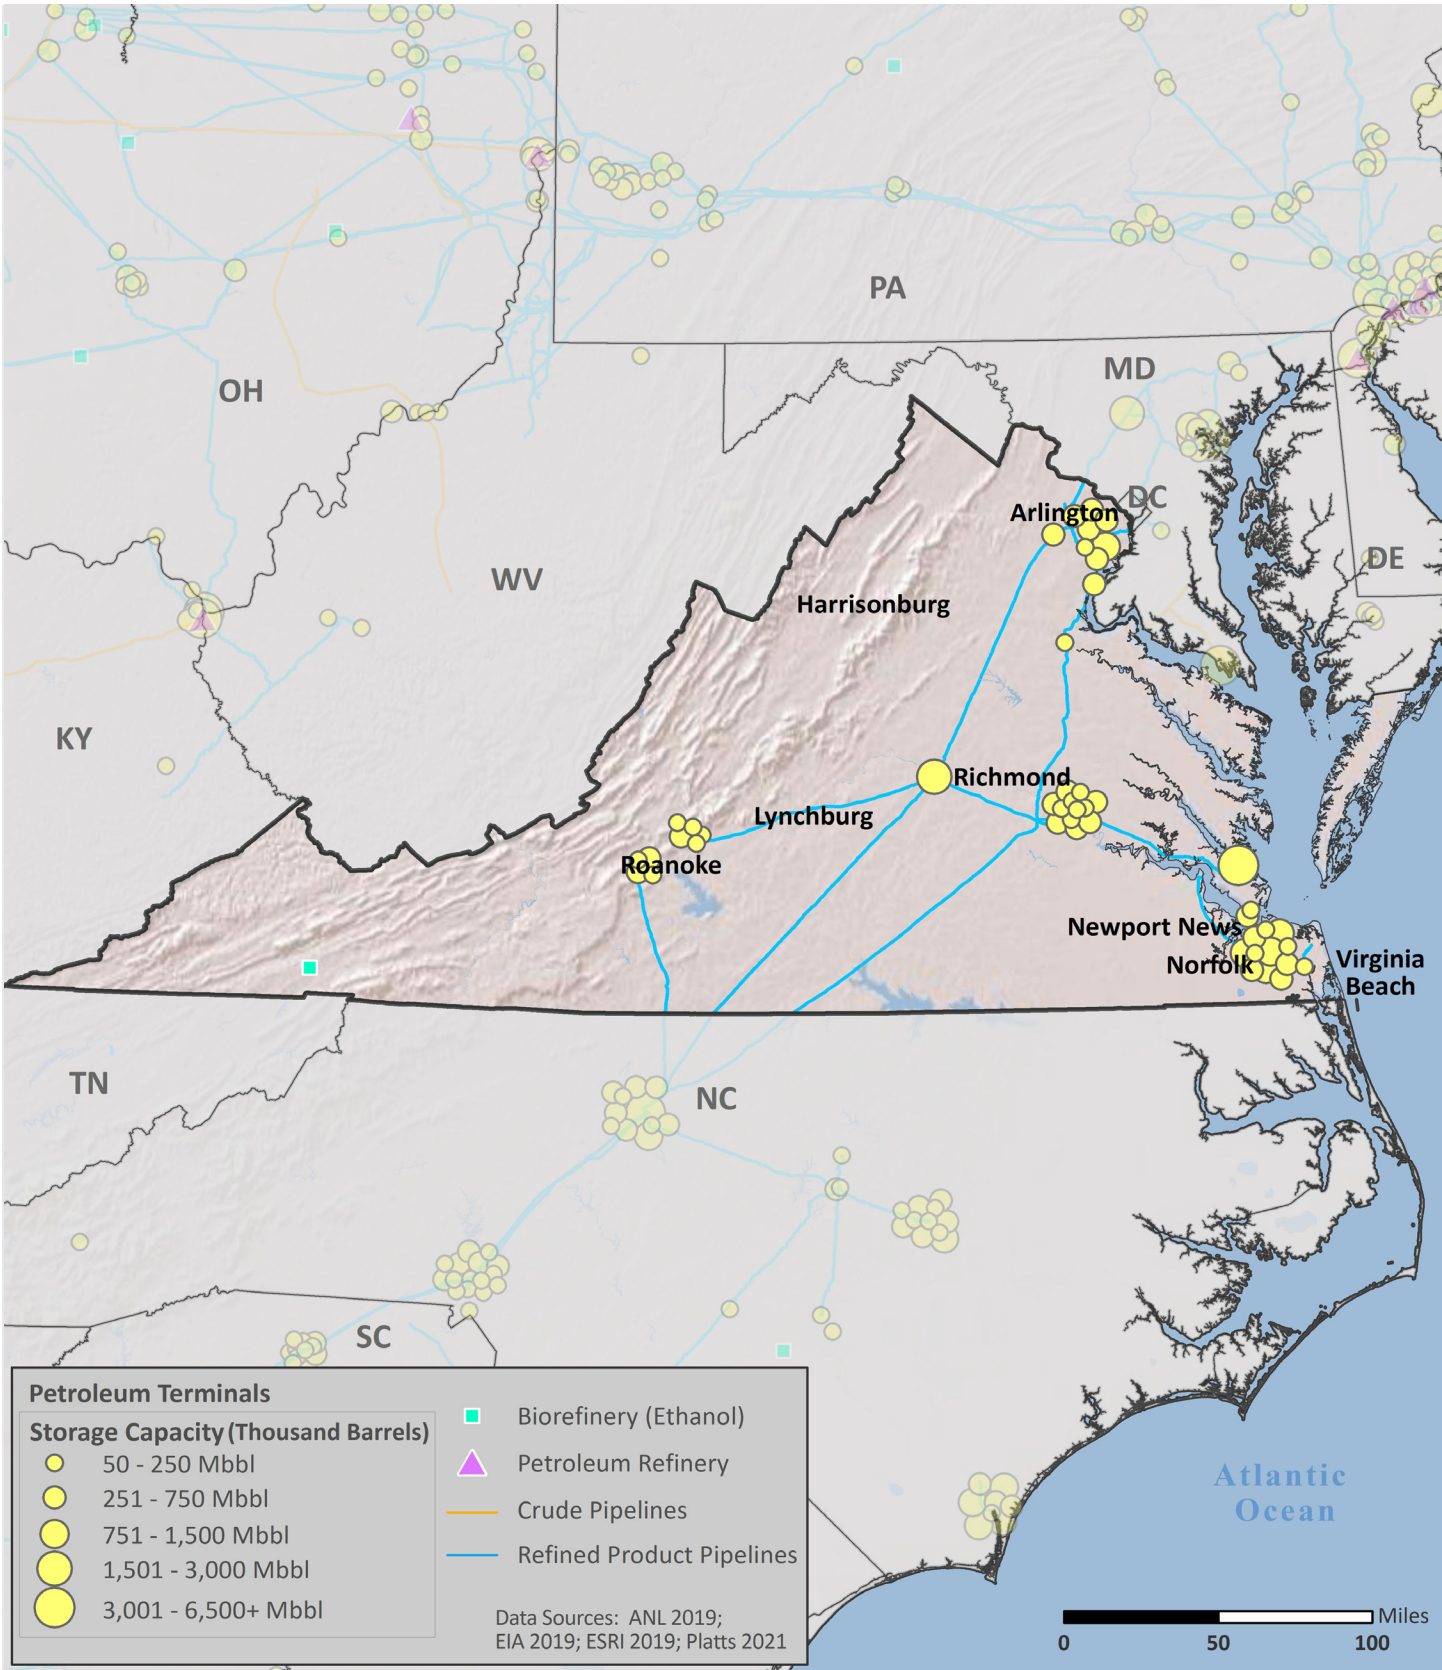 PA
OH
MD
DC
Arlington
WV
DE
Harrisonburg
KY
Richmond
Lynchburg
Roanoke
Newport News
Norfolk
Virginia
Beach
TN
NC
SC
Atlantic
Ocean
Petroleum Terminals
Storage Capacity (Thousand Barrels)
50 - 250 Mbbl
251 - 750 Mbbl
751 - 1,500 Mbbl
1,501 - 3,000 Mbbl
3,001 - 6,500+ Mbbl
Biorefinery (Ethanol)
Petroleum Refinery
Crude Pipelines
Refined Product Pipelines
Data Sources: ANL 2019;
EIA 2019; ESRI 2019; Platts 2021
Miles
0 50 100